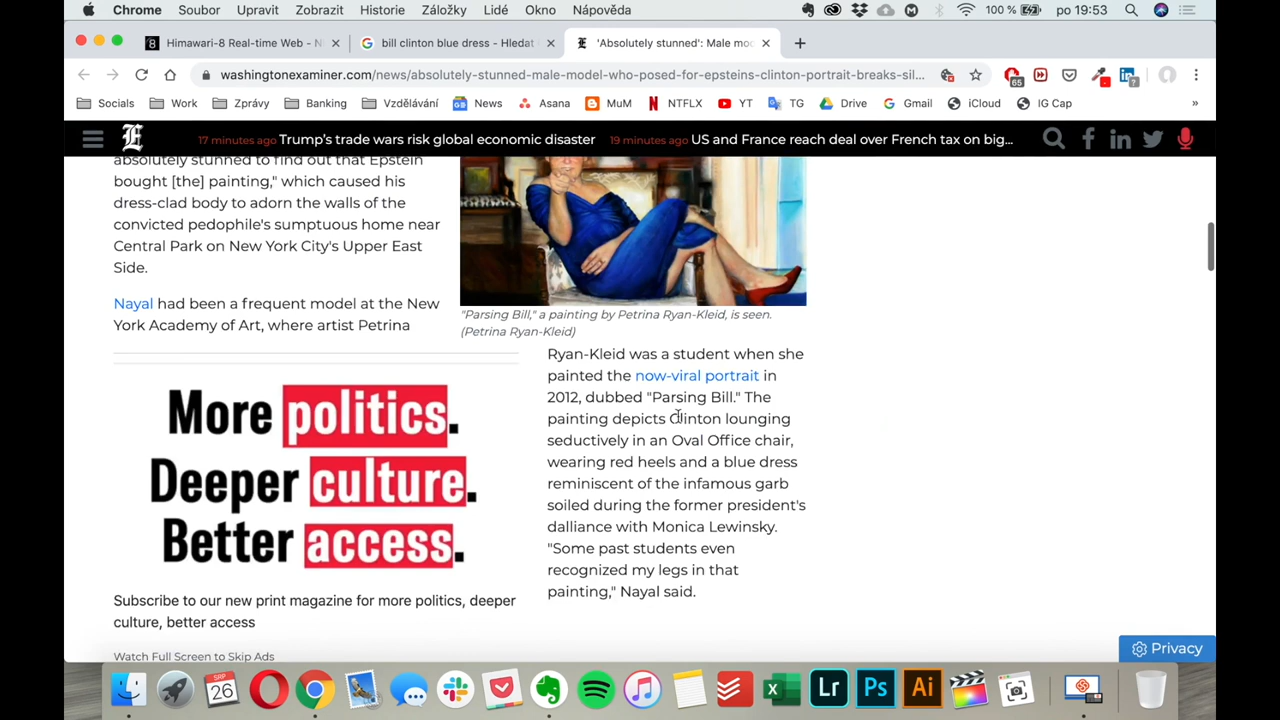 Chrome Soubor Upravit Zobrazit Historie Záložky Lidé Okno Nápověda 100 % po 19:53
Himawari-8 Real-time Web - N
bill clinton blue dress - Hledat
'Absolutely stunned': Male mo
washingtonexaminer.com/news/absolutely-stunned-male-model-who-posed-for-epsteins-clinton-portrait-breaks-sil...
65
Socials Work Zprávy Banking Vzdělávání News Asana MuM NTFLX YT TG Drive Gmail iCloud IG Cap »
17 minutes ago Trump's trade wars risk global economic disaster 19 minutes ago US and France reach deal over French tax on big...
absolutely stunned to find out that Epstein
bought [the] painting," which caused his
dress-clad body to adorn the walls of the
convicted pedophile's sumptuous home near
Central Park on New York City's Upper East
Side.
Nayal had been a frequent model at the New
York Academy of Art, where artist Petrina
"Parsing Bill," a painting by Petrina Ryan-Kleid, is seen.
(Petrina Ryan-Kleid)
Ryan-Kleid was a student when she
painted the now-viral portrait in
2012, dubbed "Parsing Bill." The
painting depicts Clinton lounging
seductively in an Oval Office chair,
wearing red heels and a blue dress
reminiscent of the infamous garb
soiled during the former president's
dalliance with Monica Lewinsky.
"Some past students even
recognized my legs in that
painting," Nayal said.
More politics.
Deeper culture.
Better access.
Subscribe to our new print magazine for more politics, deeper
culture, better access
Watch Full Screen to Skip Ads
Privacy
SRP
26
Lr Ps Ai